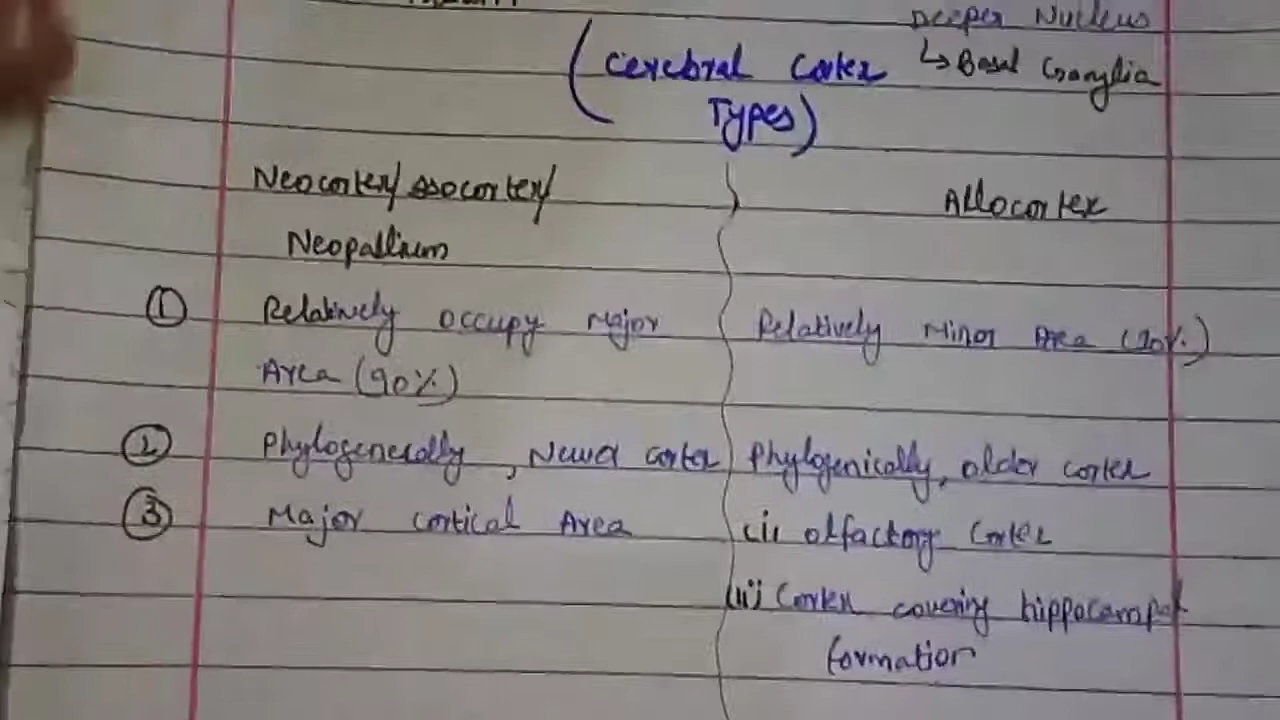 Deeper Nucleus
(Cerebral Cortex ↳ Basal Ganglia
Types)
Neocortex/ Isocortex/ Allocortex
Neopallium
① Relatively occupy Major Relatively Minor Area (10%)
Area (90%)
② Phylogenecally, Newer cortex Phylogenically, older cortex
③ Major cortical Area (i) olfactory Cortex
(ii) Cortex covering hippocampal
formation